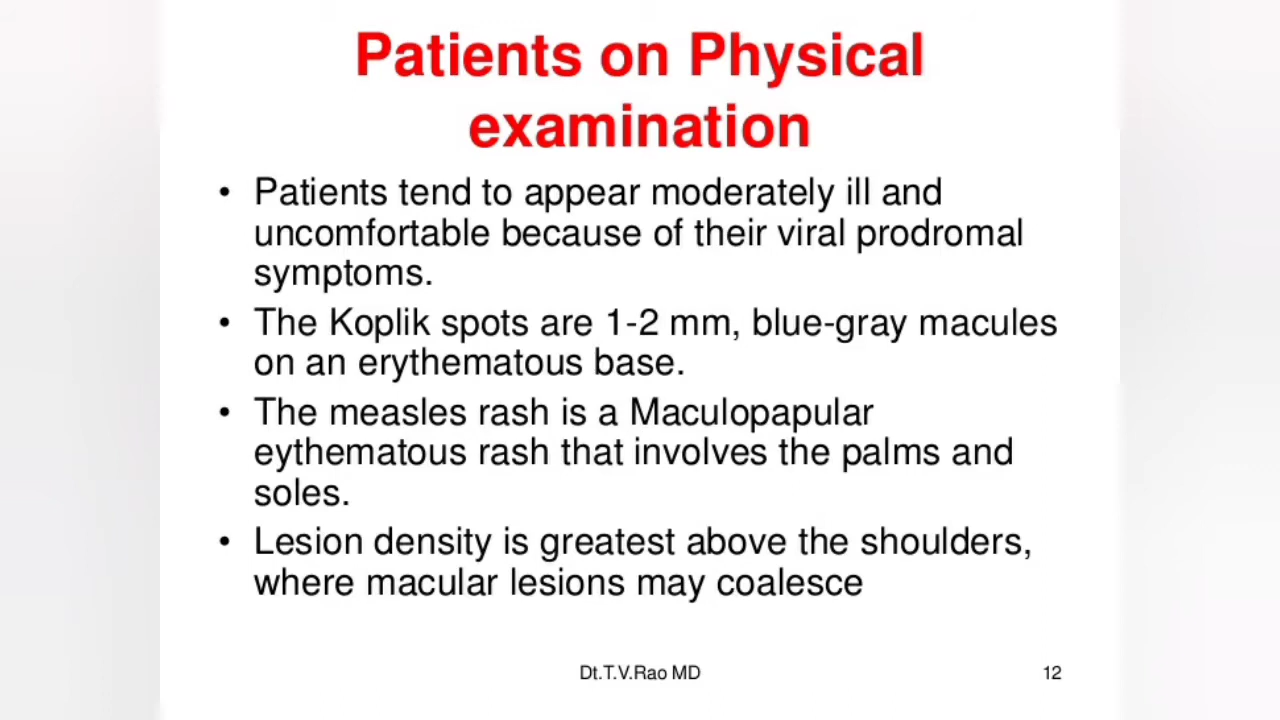 Patients on Physical
examination
• Patients tend to appear moderately ill and
uncomfortable because of their viral prodromal
symptoms.
• The Koplik spots are 1-2 mm, blue-gray macules
on an erythematous base.
• The measles rash is a Maculopapular
eythematous rash that involves the palms and
soles.
• Lesion density is greatest above the shoulders,
where macular lesions may coalesce
Dt.T.V.Rao MD
12